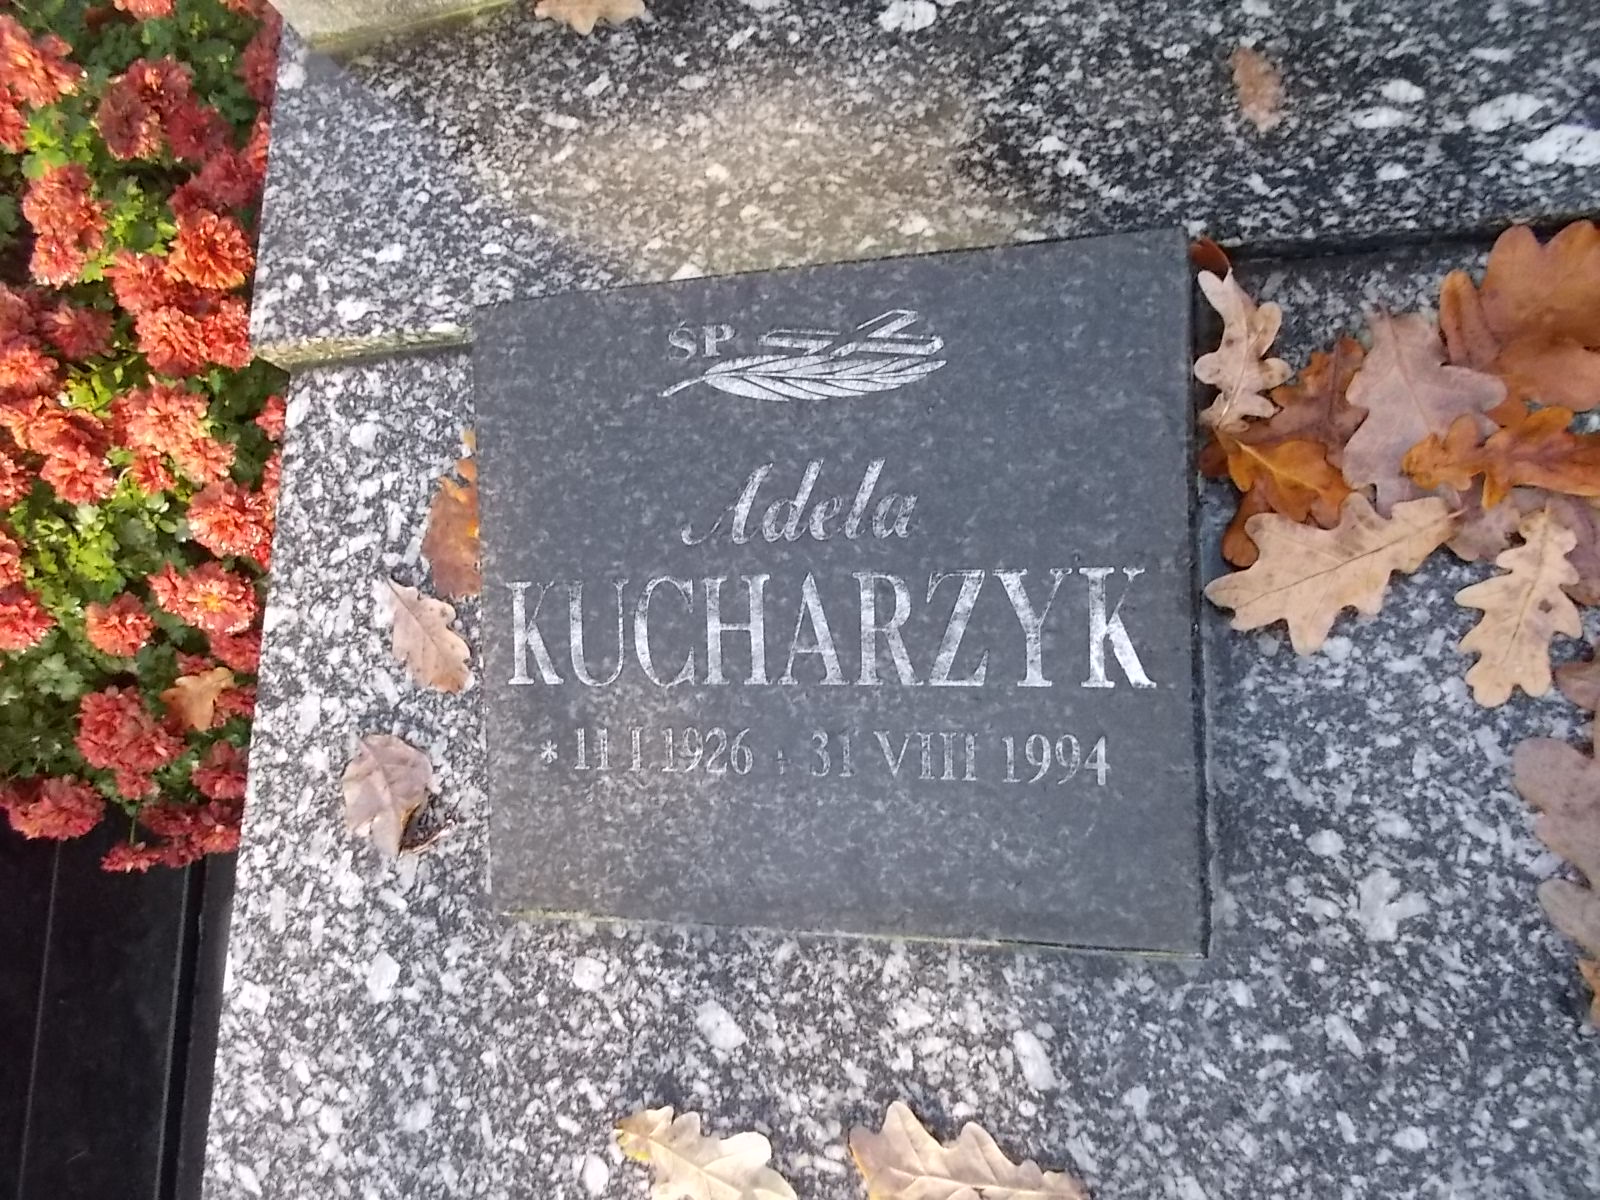 ŚP
Adela
KUCHARZYK
* 11 I 1926 + 31 VIII 1994